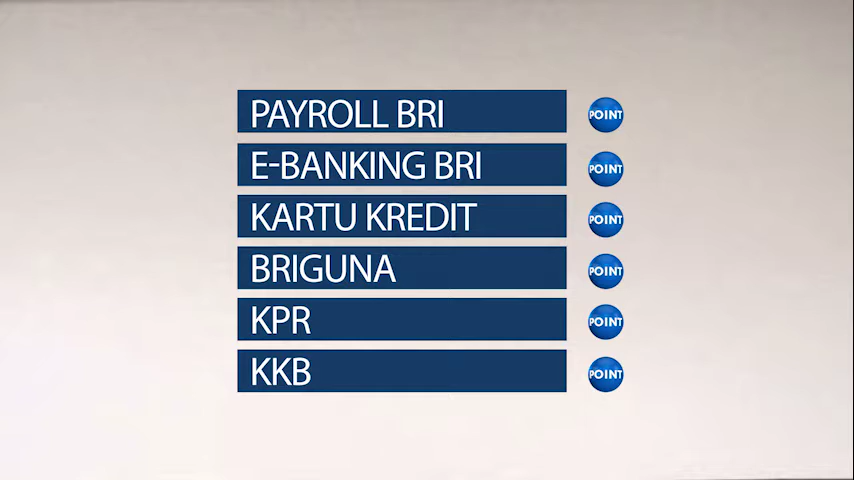 PAYROLL BRI POINT
E-BANKING BRI POINT
KARTU KREDIT POINT
BRIGUNA POINT
KPR POINT
KKB POINT